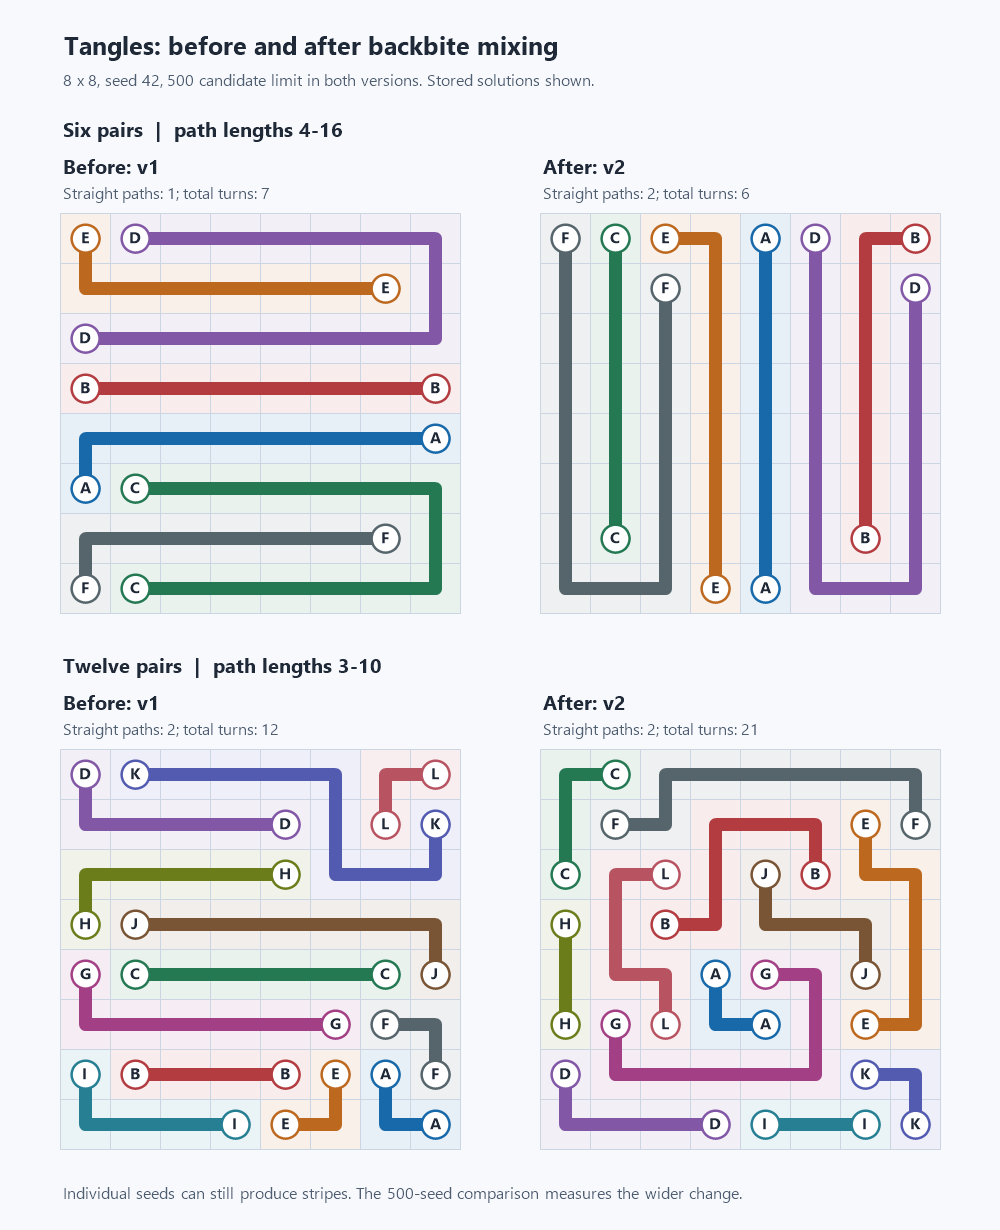 Tangles: before and after backbite mixing
8 x 8, seed 42, 500 candidate limit in both versions. Stored solutions shown.
Six pairs | path lengths 4-16
Before: v1
Straight paths: 1; total turns: 7
E D
E
D
B B
A
A C
F
F C
After: v2
Straight paths: 2; total turns: 6
F C E A D B
F D
C B
E A
Twelve pairs | path lengths 3-10
Before: v1
Straight paths: 2; total turns: 12
D K L
D L K
H
H J
G C C J
G F
I B B E A F
I E A
After: v2
Straight paths: 2; total turns: 21
C
F E F
C L J B
H B
A G J
H G L A E
D K
D I I K
Individual seeds can still produce stripes. The 500-seed comparison measures the wider change.